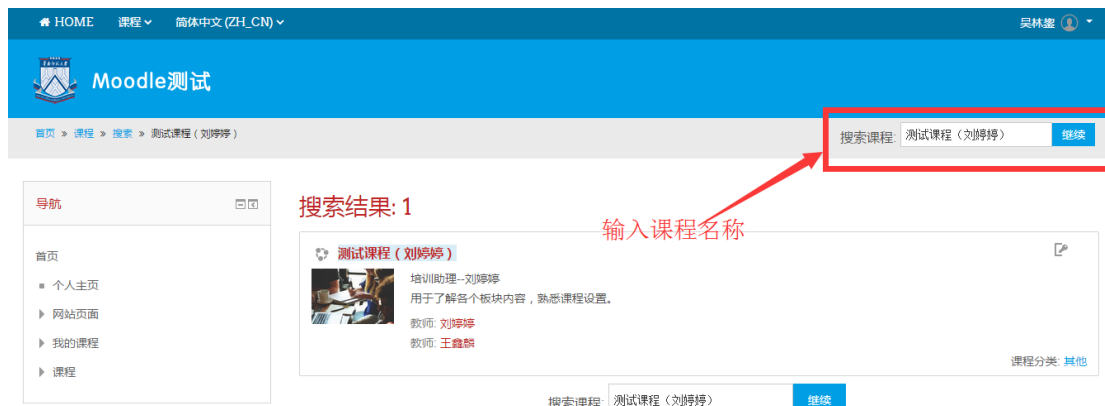 HOME 课程 简体中文 (ZH_CN) 吴林鏊
Moodle测试
首页 » 课程 » 搜索 » 测试课程 ( 刘婷婷 )
搜索课程: 测试课程（刘婷婷） 继续
导航
首页
个人主页
网站页面
我的课程
课程
搜索结果: 1
输入课程名称
测试课程 ( 刘婷婷 )
培训助理--刘婷婷
用于了解各个板块内容，熟悉课程设置。
教师: 刘婷婷
教师: 王鑫麟
课程分类: 其他
搜索课程: 测试课程（刘婷婷） 继续